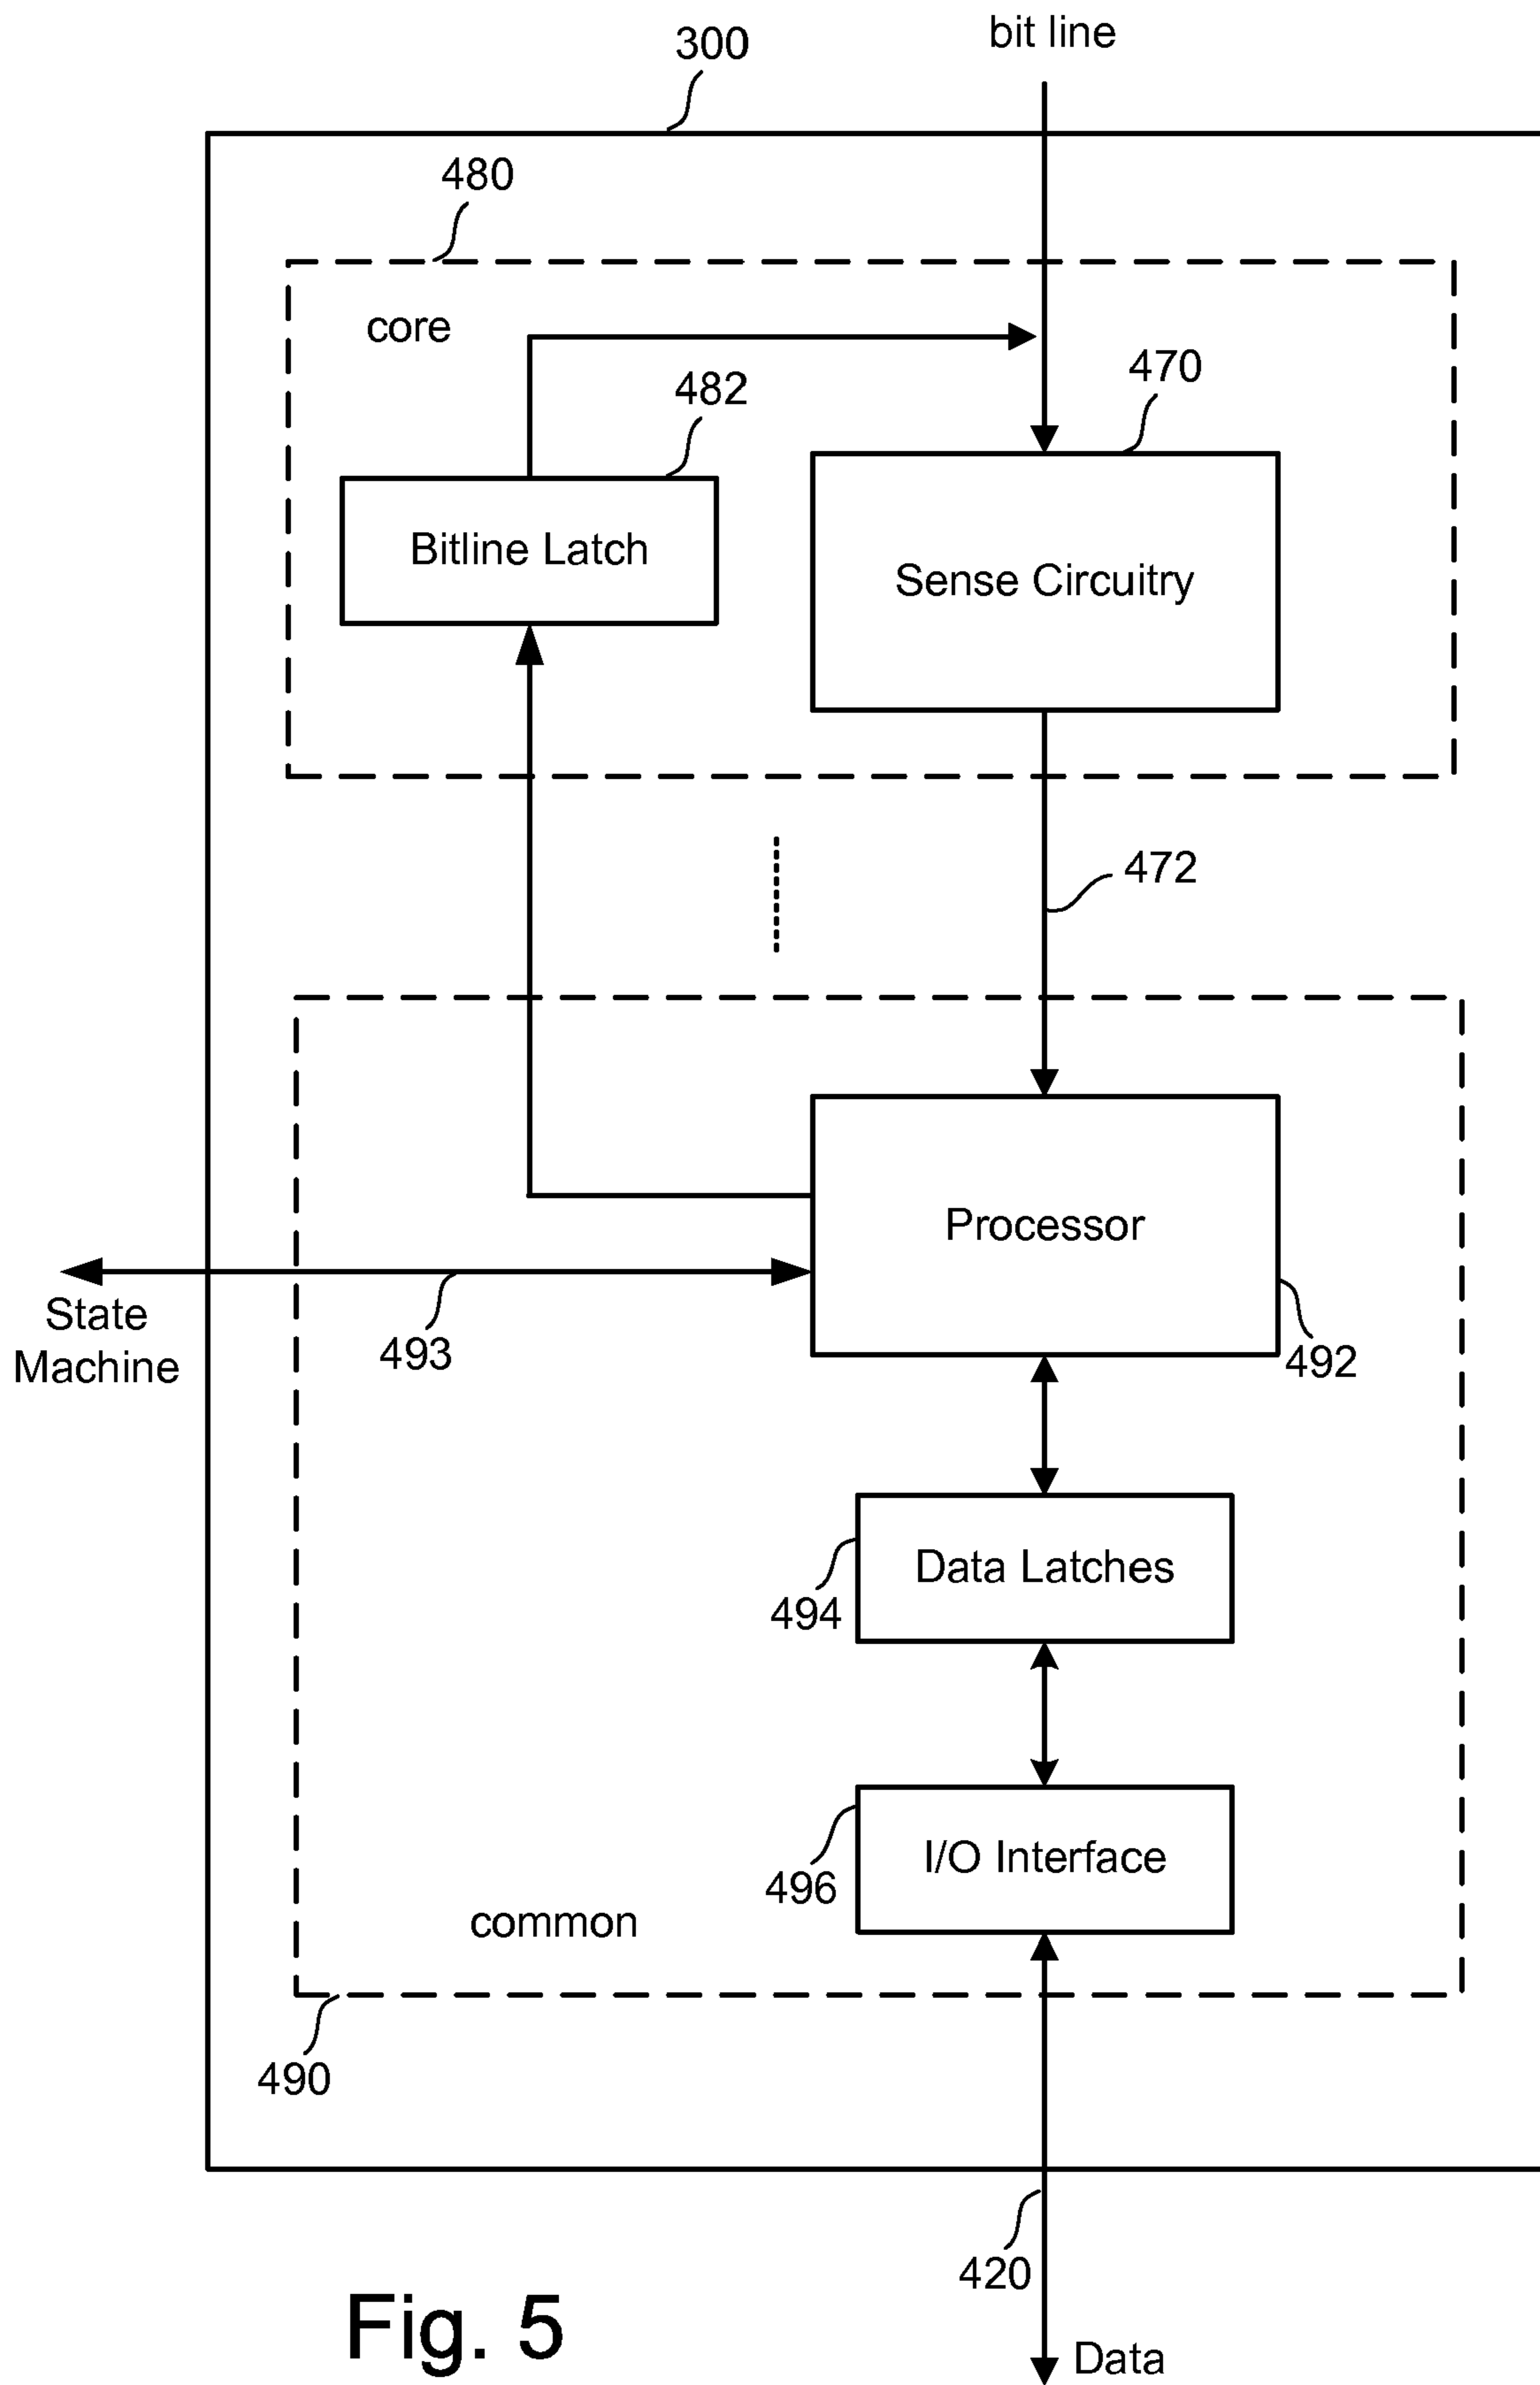 bit line
300
480
core
470
482
Bitline Latch
Sense Circuitry
472
Processor
State
Machine
493
492
Data Latches
494
I/O Interface
496
common
490
420
Fig. 5
Data